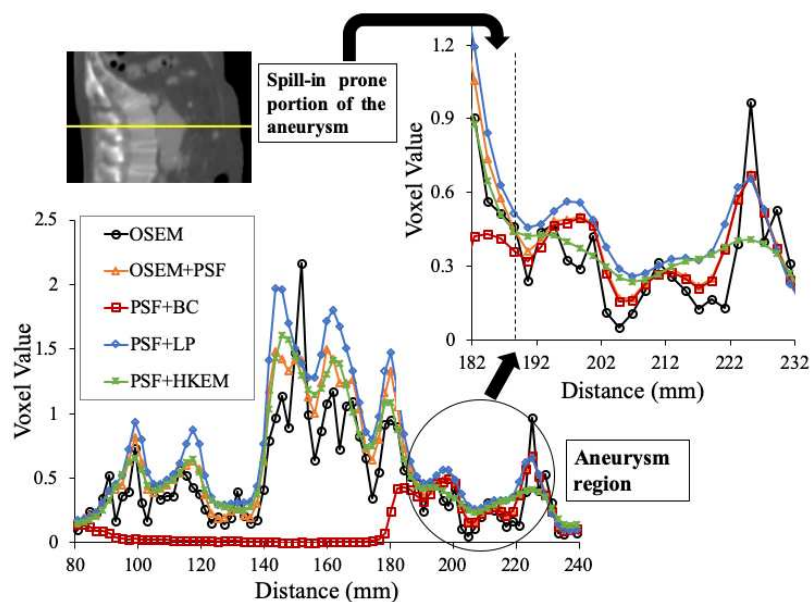 Spill-in prone
portion of the
aneurysm
1.2
0.9
0.6
0.3
0
Voxel Value
182 192 202 212 222 232
Distance (mm)
2.5
2
1.5
1
0.5
0
Voxel Value
OSEM
OSEM+PSF
PSF+BC
PSF+LP
PSF+HKEM
Aneurysm
region
80 100 120 140 160 180 200 220 240
Distance (mm)